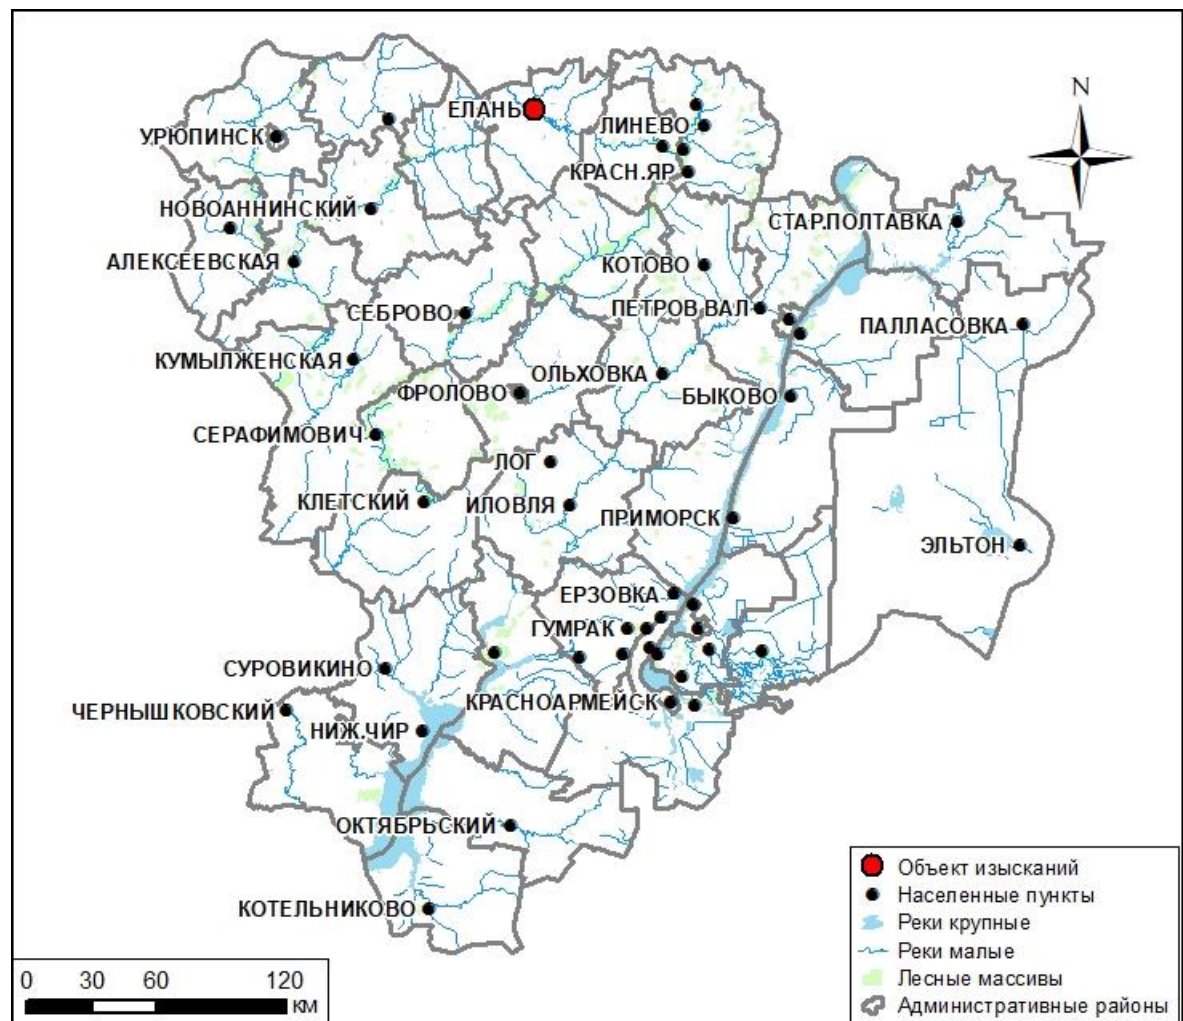 N
ЕЛАНЬ
ЛИНЕВО
УРЮПИНСК
КРАСН.ЯР
НОВОАННИНСКИЙ
СТАР.ПОЛТАВКА
АЛЕКСЕЕВСКАЯ
КОТОВО
СЕБРОВО
ПЕТРОВ ВАЛ
ПАЛЛАСОВКА
КУМЫЛЖЕНСКАЯ
ОЛЬХОВКА
ФРОЛОВО
БЫКОВО
СЕРАФИМОВИЧ
ЛОГ
КЛЕТСКИЙ
ИЛОВЛЯ
ПРИМОРСК
ЭЛЬТОН
ЕРЗОВКА
ГУМРАК
СУРОВИКИНО
КРАСНОАРМЕЙСК
ЧЕРНЫШКОВСКИЙ
НИЖ.ЧИР
ОКТЯБРЬСКИЙ
КОТЕЛЬНИКОВО
Объект изысканий
Населенные пункты
Реки крупные
Реки малые
Лесные массивы
Административные районы
0 30 60 120
км